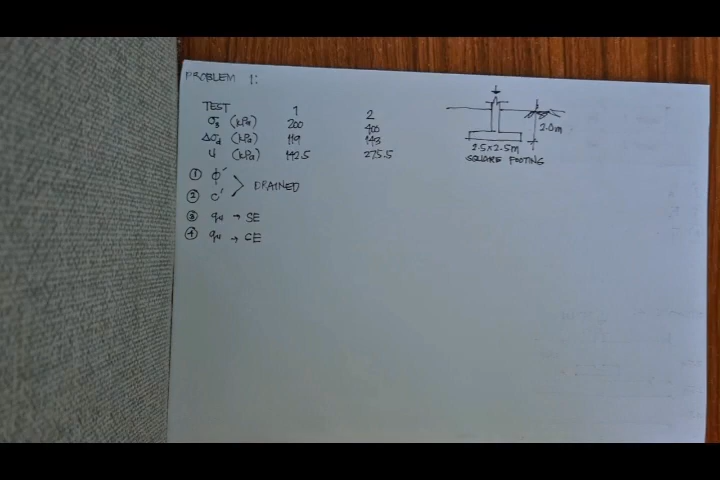 PROBLEM 1:
TEST 1 2
σ₃ (kPa) 200 400
Δσd (kPa) 119 143
u (kPa) 142.5 275.5
① φ'
② c'
DRAINED
③ qu → SE
④ qu → CE
2.0m
2.5 x 2.5m
SQUARE FOOTING